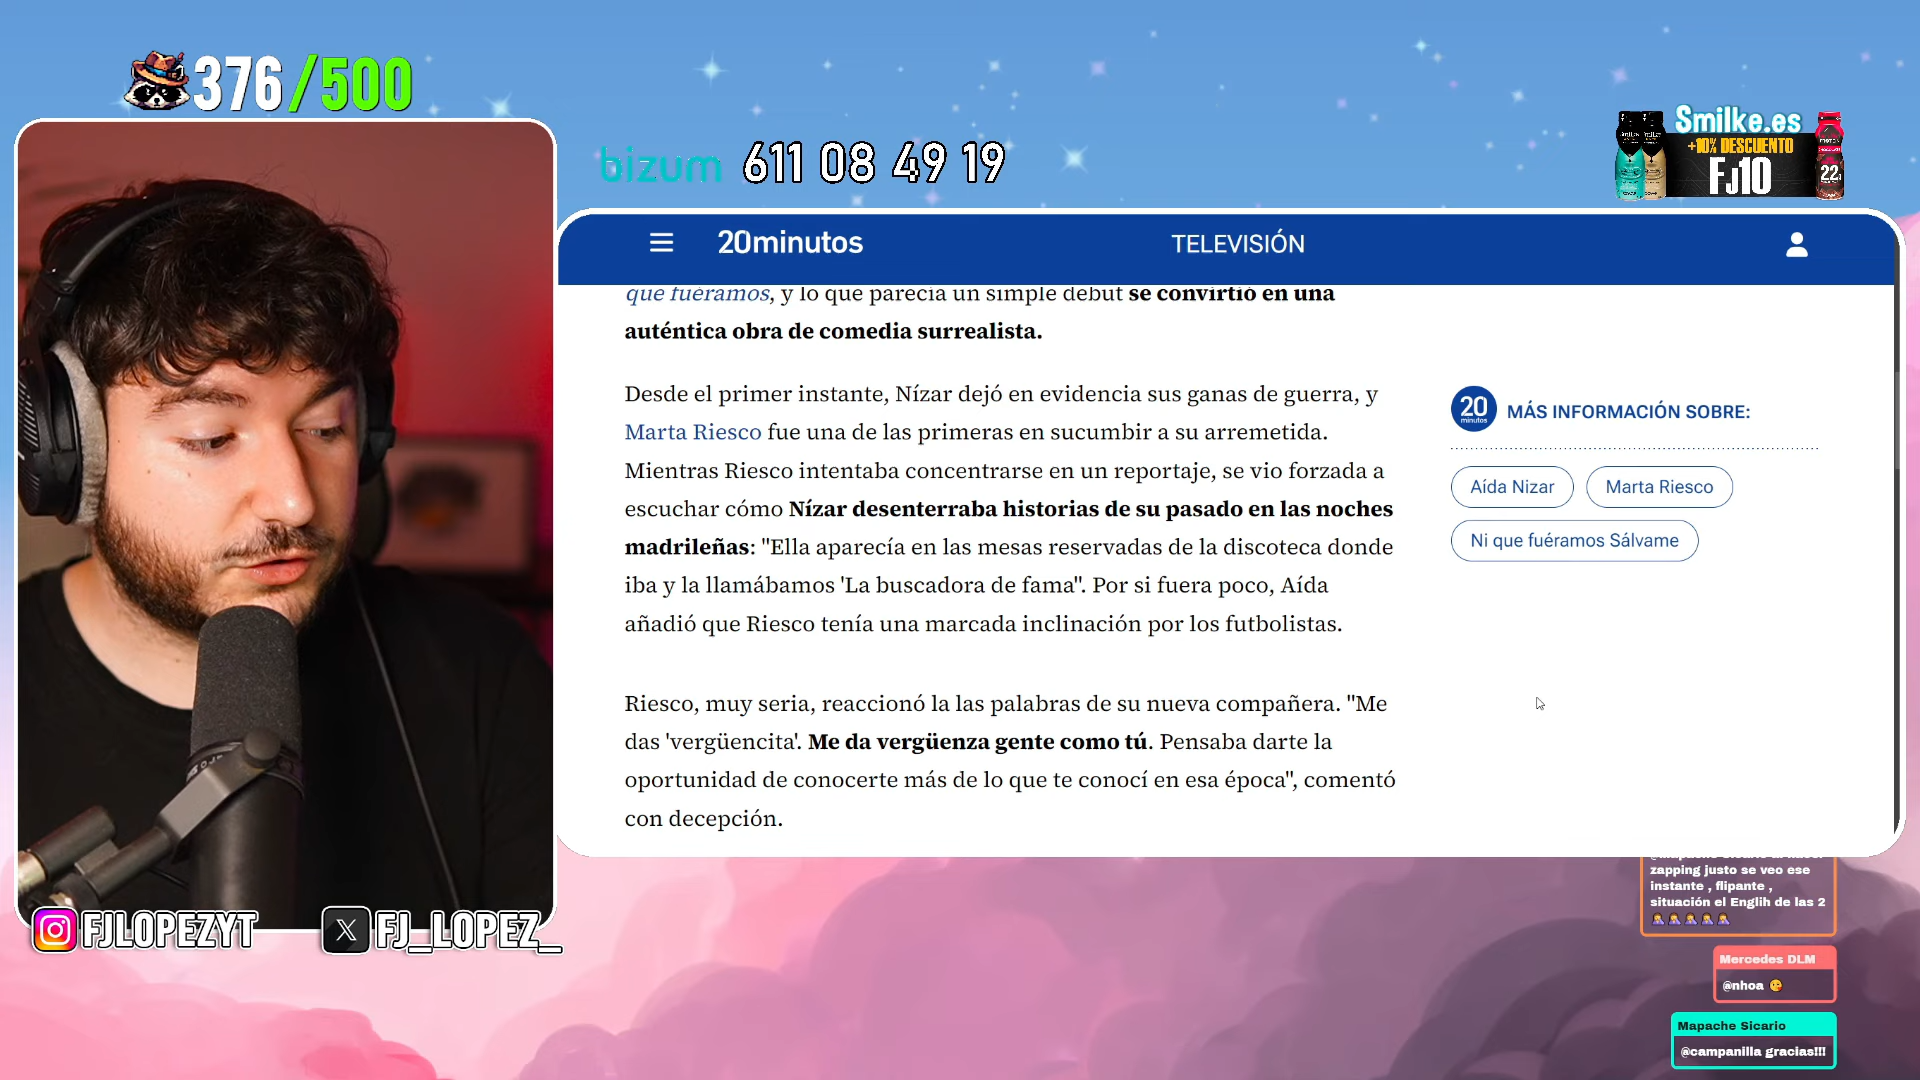 376/500
bizum 611 08 49 19
Smilke.es
+10% DESCUENTO
FJ10
22
20minutos
TELEVISIÓN
que fuéramos, y lo que parecía un simple debut se convirtió en una
auténtica obra de comedia surrealista.
Desde el primer instante, Nízar dejó en evidencia sus ganas de guerra, y
Marta Riesco fue una de las primeras en sucumbir a su arremetida.
Mientras Riesco intentaba concentrarse en un reportaje, se vio forzada a
escuchar cómo Nízar desenterraba historias de su pasado en las noches
madrileñas: "Ella aparecía en las mesas reservadas de la discoteca donde
iba y la llamábamos 'La buscadora de fama". Por si fuera poco, Aída
añadió que Riesco tenía una marcada inclinación por los futbolistas.
Riesco, muy seria, reaccionó la las palabras de su nueva compañera. "Me
das 'vergüencita'. Me da vergüenza gente como tú. Pensaba darte la
oportunidad de conocerte más de lo que te conocí en esa época", comentó
con decepción.
20 minutos
MÁS INFORMACIÓN SOBRE:
Aída Nizar
Marta Riesco
Ni que fuéramos Sálvame
zapping justo se veo ese
instante , flipante ,
situación el Englih de las 2
🤦‍♀️🤦‍♀️🤦‍♀️🤦‍♀️🤦‍♀️
Mercedes DLM
@nhoa 😘
Mapache Sicario
@campanilla gracias!!!
FJLOPEZYT
FJ_LOPEZ_